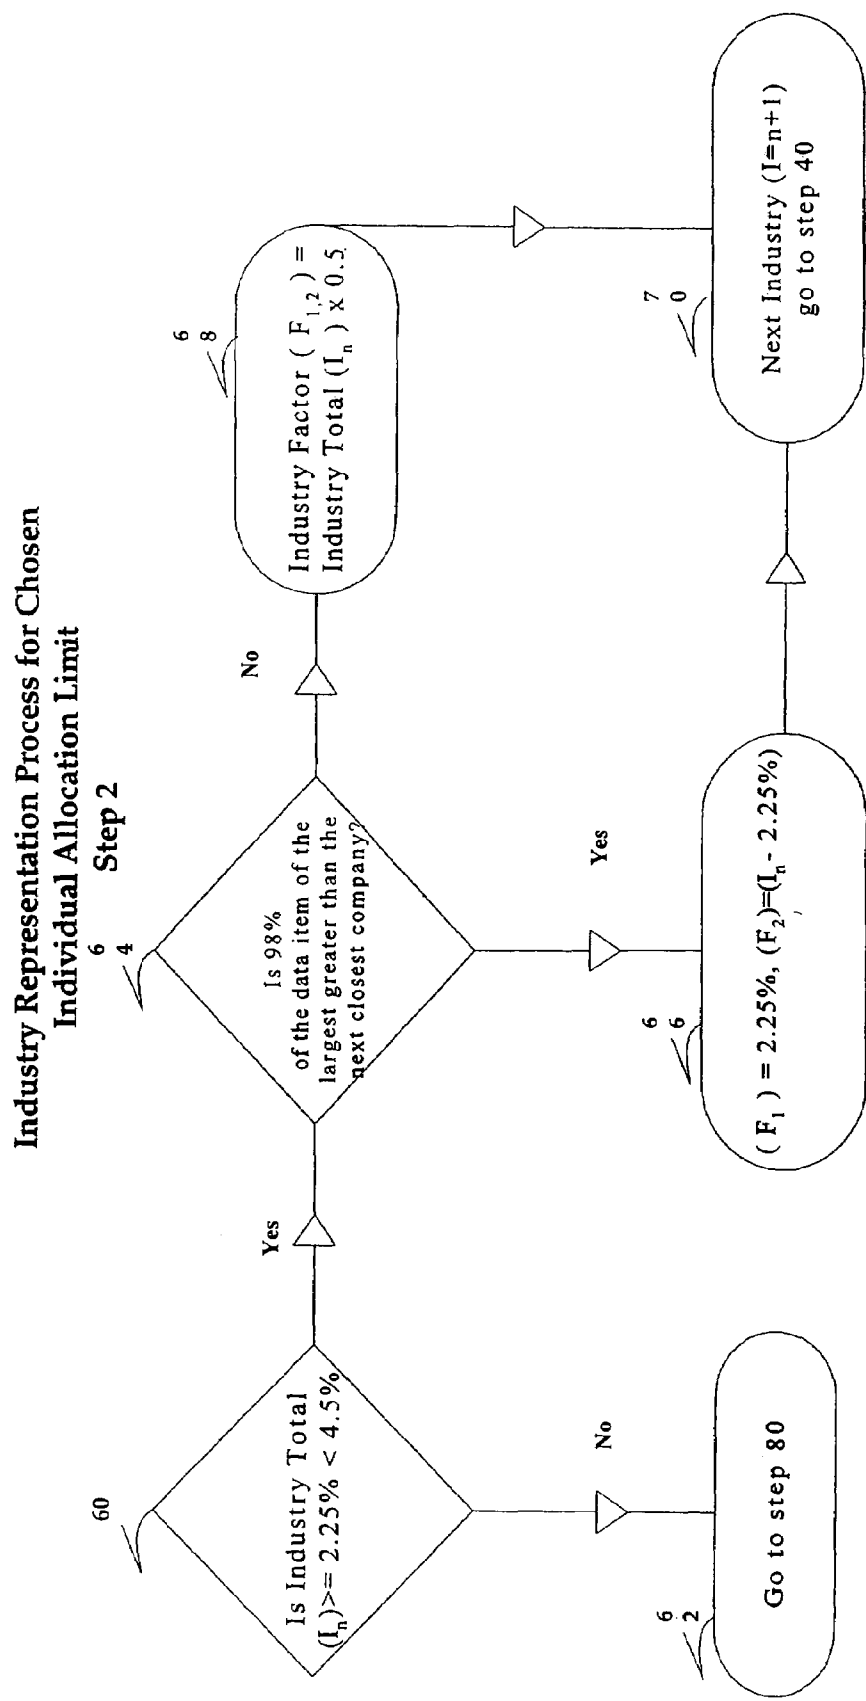 Industry Representation Process for Chosen
Individual Allocation Limit
Step 2
60
Is Industry Total
(Iₙ)>= 2.25% < 4.5%
Yes
No
6
2
Go to step 80
6
4
Is 98%
of the data item of the
largest greater than the
next closest company?
No
Yes
6
8
Industry Factor ( F₁,₂ ) =
Industry Total (Iₙ ) x 0.5
6
6
( F₁ ) = 2.25%, (F₂)=(Iₙ - 2.25%)
7
0
Next Industry (I=n+1)
go to step 40